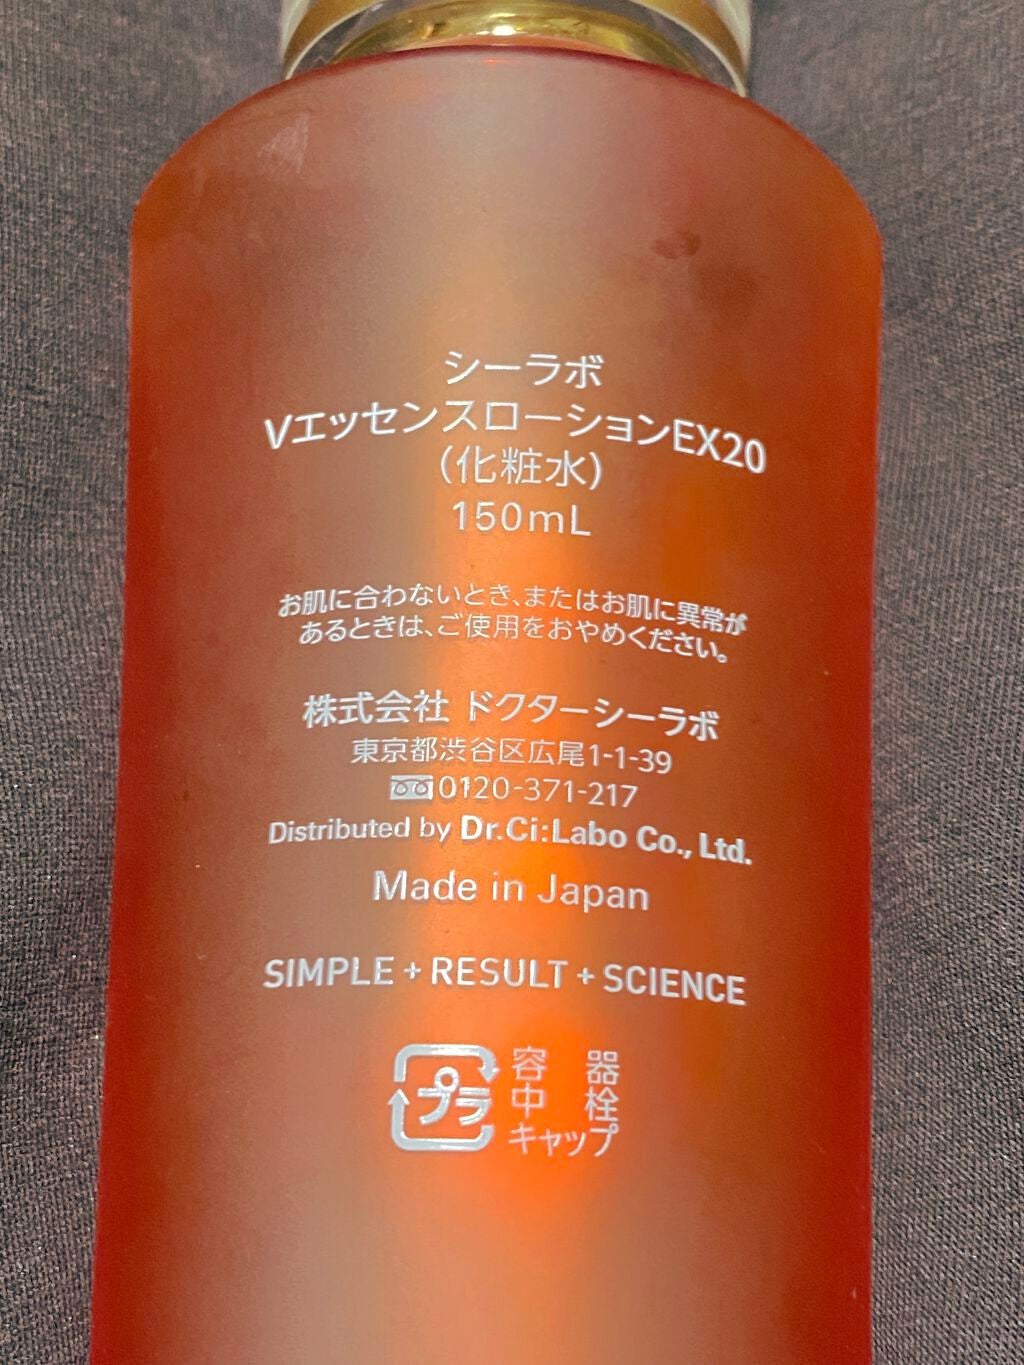 シーラボ
VエッセンスローションEX20
(化粧水)
150mL
お肌に合わないとき、またはお肌に異常が
あるときは、ご使用をおやめください。
株式会社 ドクターシーラボ
東京都渋谷区広尾1-1-39
0120-371-217
Distributed by Dr.Ci:Labo Co., Ltd.
Made in Japan
SIMPLE + RESULT + SCIENCE
プラ
容器
中栓
キャップ